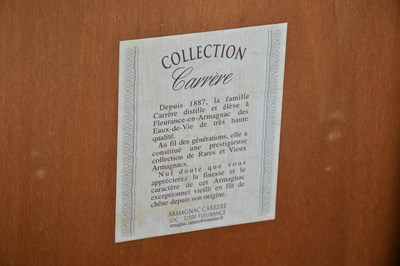 COLLECTION
Carrère
Depuis 1887, la famille
Carrère distille et élève à
Fleurance-en-Armagnac des
Eaux-de-Vie de très haute
qualité.
Au fil des générations, elle a
constitué une prestigieuse
collection de Rares et Vieux
Armagnacs.
Nul doute que vous
apprécierez la finesse et le
caractère de cet Armagnac
exceptionnel vieilli en fût de
chêne depuis son origine.
ARMAGNAC CARRERE
32500 FLEURANCE